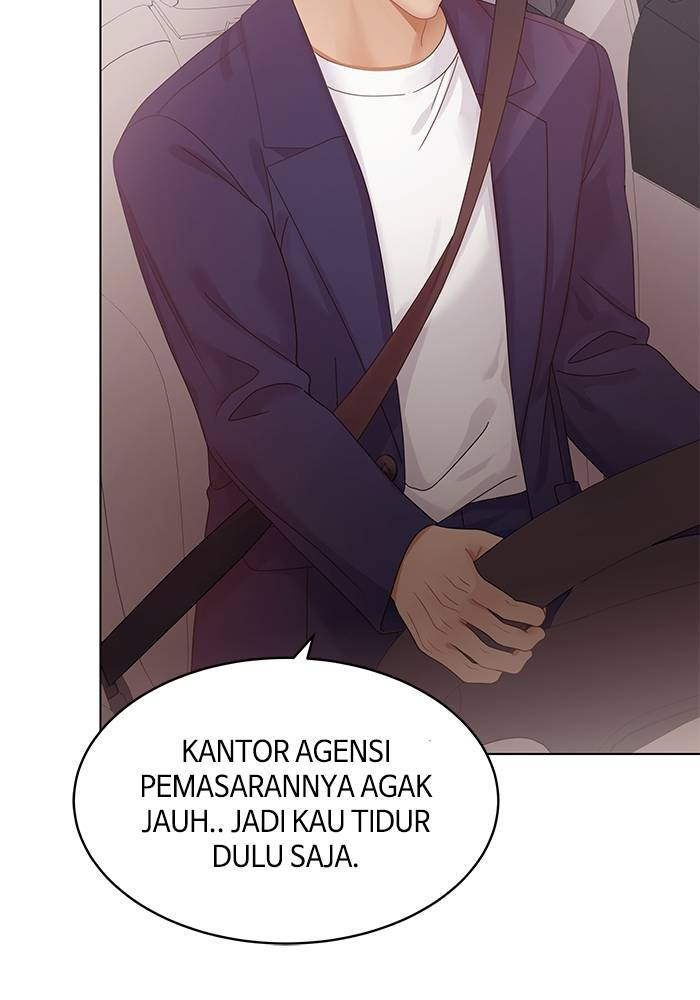 KANTOR AGENSI
PEMASARANNYA AGAK
JAUH.. JADI KAU TIDUR
DULU SAJA.